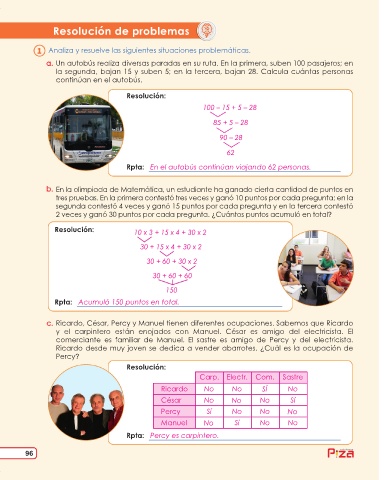 Resolución de problemas
1 Analiza y resuelve las siguientes situaciones problemáticas.
a. Un autobús realiza diversas paradas en su ruta. En la primera, suben 100 pasajeros; en
la segunda, bajan 15 y suben 5; en la tercera, bajan 28. Calcula cuántas personas
continúan en el autobús.
Resolución:
100 – 15 + 5 – 28
85 + 5 – 28
90 – 28
62
Rpta: En el autobús continúan viajando 62 personas.
b. En la olimpiada de Matemática, un estudiante ha ganado cierta cantidad de puntos en
tres pruebas. En la primera contestó tres veces y ganó 10 puntos por cada pregunta; en la
segunda contestó 4 veces y ganó 15 puntos por cada pregunta y en la tercera contestó
2 veces y ganó 30 puntos por cada pregunta. ¿Cuántos puntos acumuló en total?
Resolución:
10 x 3 + 15 x 4 + 30 x 2
30 + 15 x 4 + 30 x 2
30 + 60 + 30 x 2
30 + 60 + 60
150
Rpta: Acumuló 150 puntos en total.
c. Ricardo, César, Percy y Manuel tienen diferentes ocupaciones. Sabemos que Ricardo
y el carpintero están enojados con Manuel. César es amigo del electricista. El
comerciante es familiar de Manuel. El sastre es amigo de Percy y del electricista.
Ricardo desde muy joven se dedica a vender abarrotes. ¿Cuál es la ocupación de
Percy?
Resolución:
Carp. Electr. Com. Sastre
Ricardo No No Sí No
César No No No Sí
Percy Sí No No No
Manuel No Sí No No
Rpta: Percy es carpintero.
96
Piza